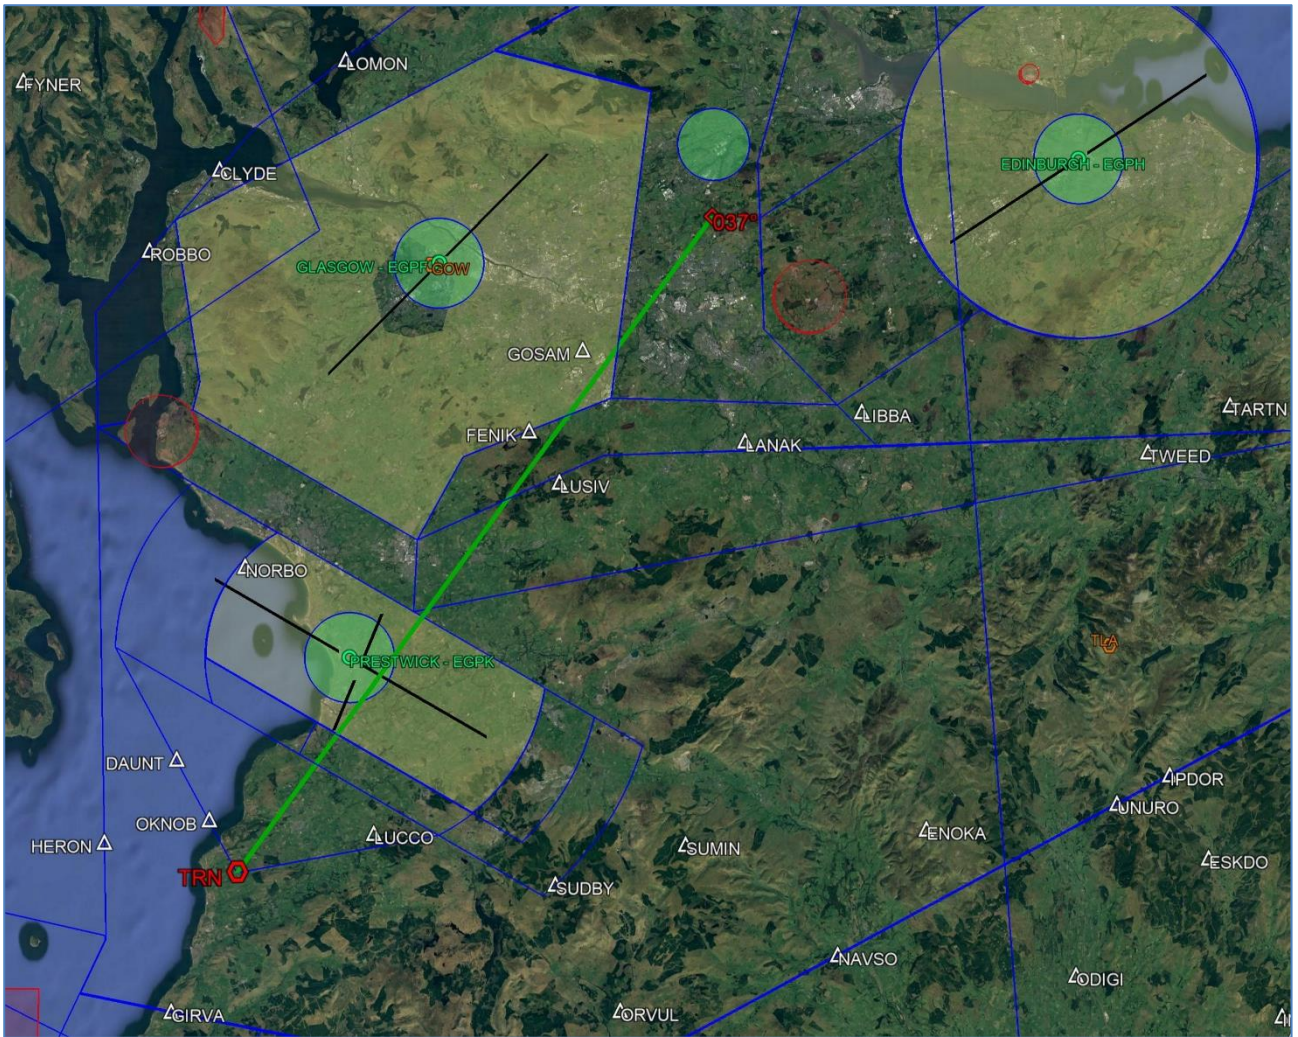 LOMON
FYNER
CLYDE
EDINBURGH - EGPH
037°
ROBBO
GLASGOW - EGPF
GOW
GOSAM
LIBBA
TARTN
FENIK
LANAK
TWEED
LUSIV
NORBO
TLA
PRESTWICK - EGPK
DAUNT
IPDOR
UNURO
OKNOB
ENOKA
LUCCO
HERON
SUMIN
ESKDO
TRN
SUDBY
NAVSO
ODIGI
GIRVA
ORVUL